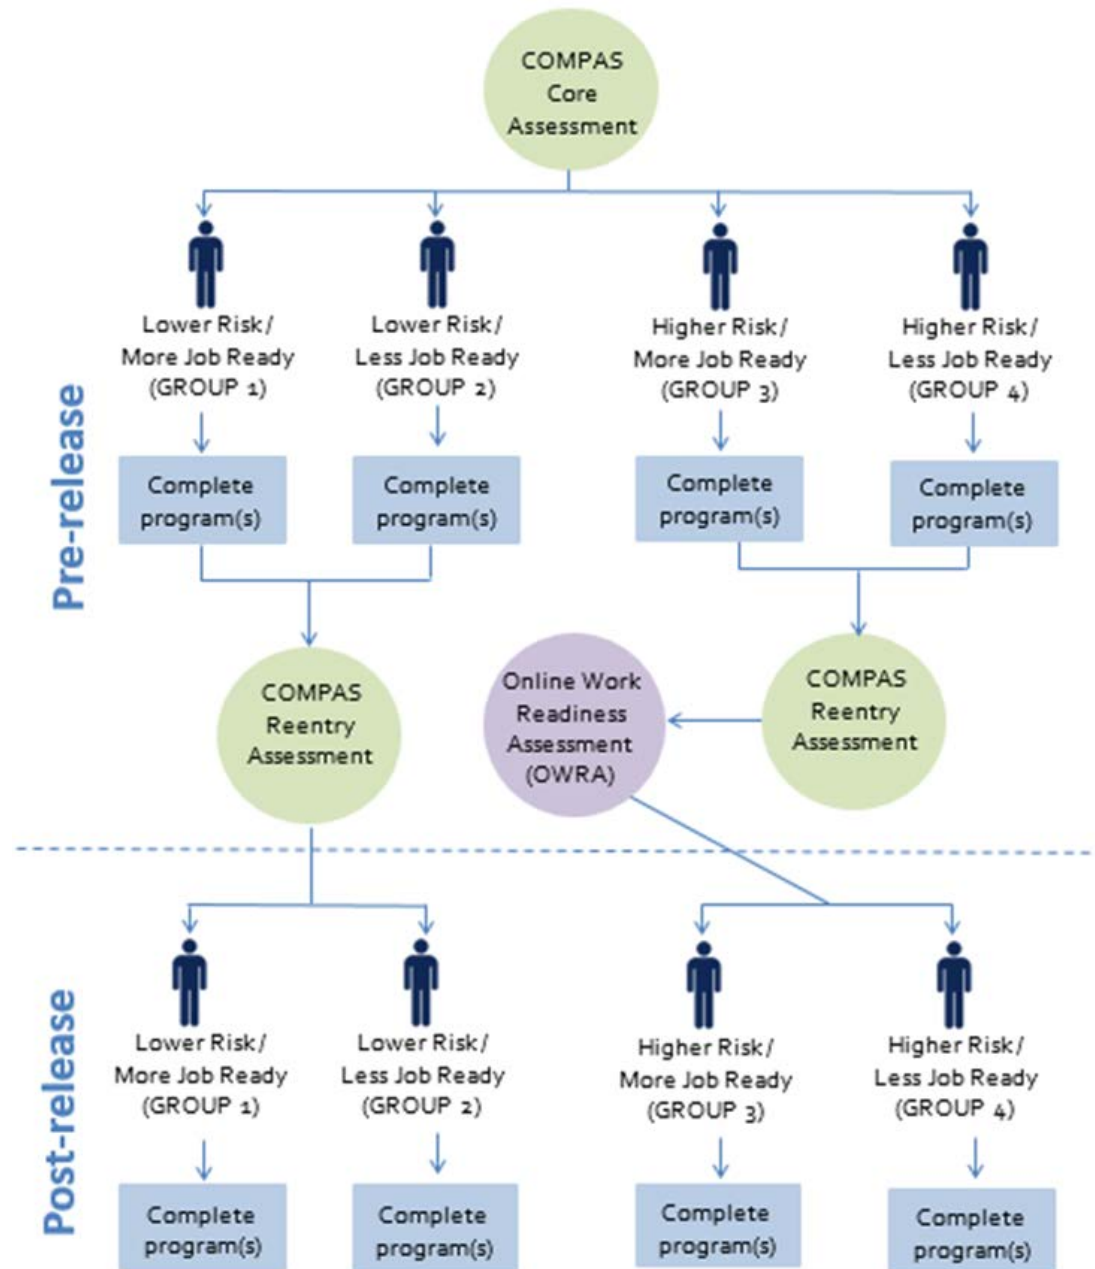 COMPAS
Core
Assessment
Lower Risk/
More Job Ready
(GROUP 1)
Lower Risk/
Less Job Ready
(GROUP 2)
Higher Risk/
More Job Ready
(GROUP 3)
Higher Risk/
Less Job Ready
(GROUP 4)
Pre-release
Complete
program(s)
Complete
program(s)
Complete
program(s)
Complete
program(s)
COMPAS
Reentry
Assessment
Online Work
Readiness
Assessment
(OWRA)
COMPAS
Reentry
Assessment
Post-release
Lower Risk/
More Job Ready
(GROUP 1)
Lower Risk/
Less Job Ready
(GROUP 2)
Higher Risk/
More Job Ready
(GROUP 3)
Higher Risk/
Less Job Ready
(GROUP 4)
Complete
program(s)
Complete
program(s)
Complete
program(s)
Complete
program(s)